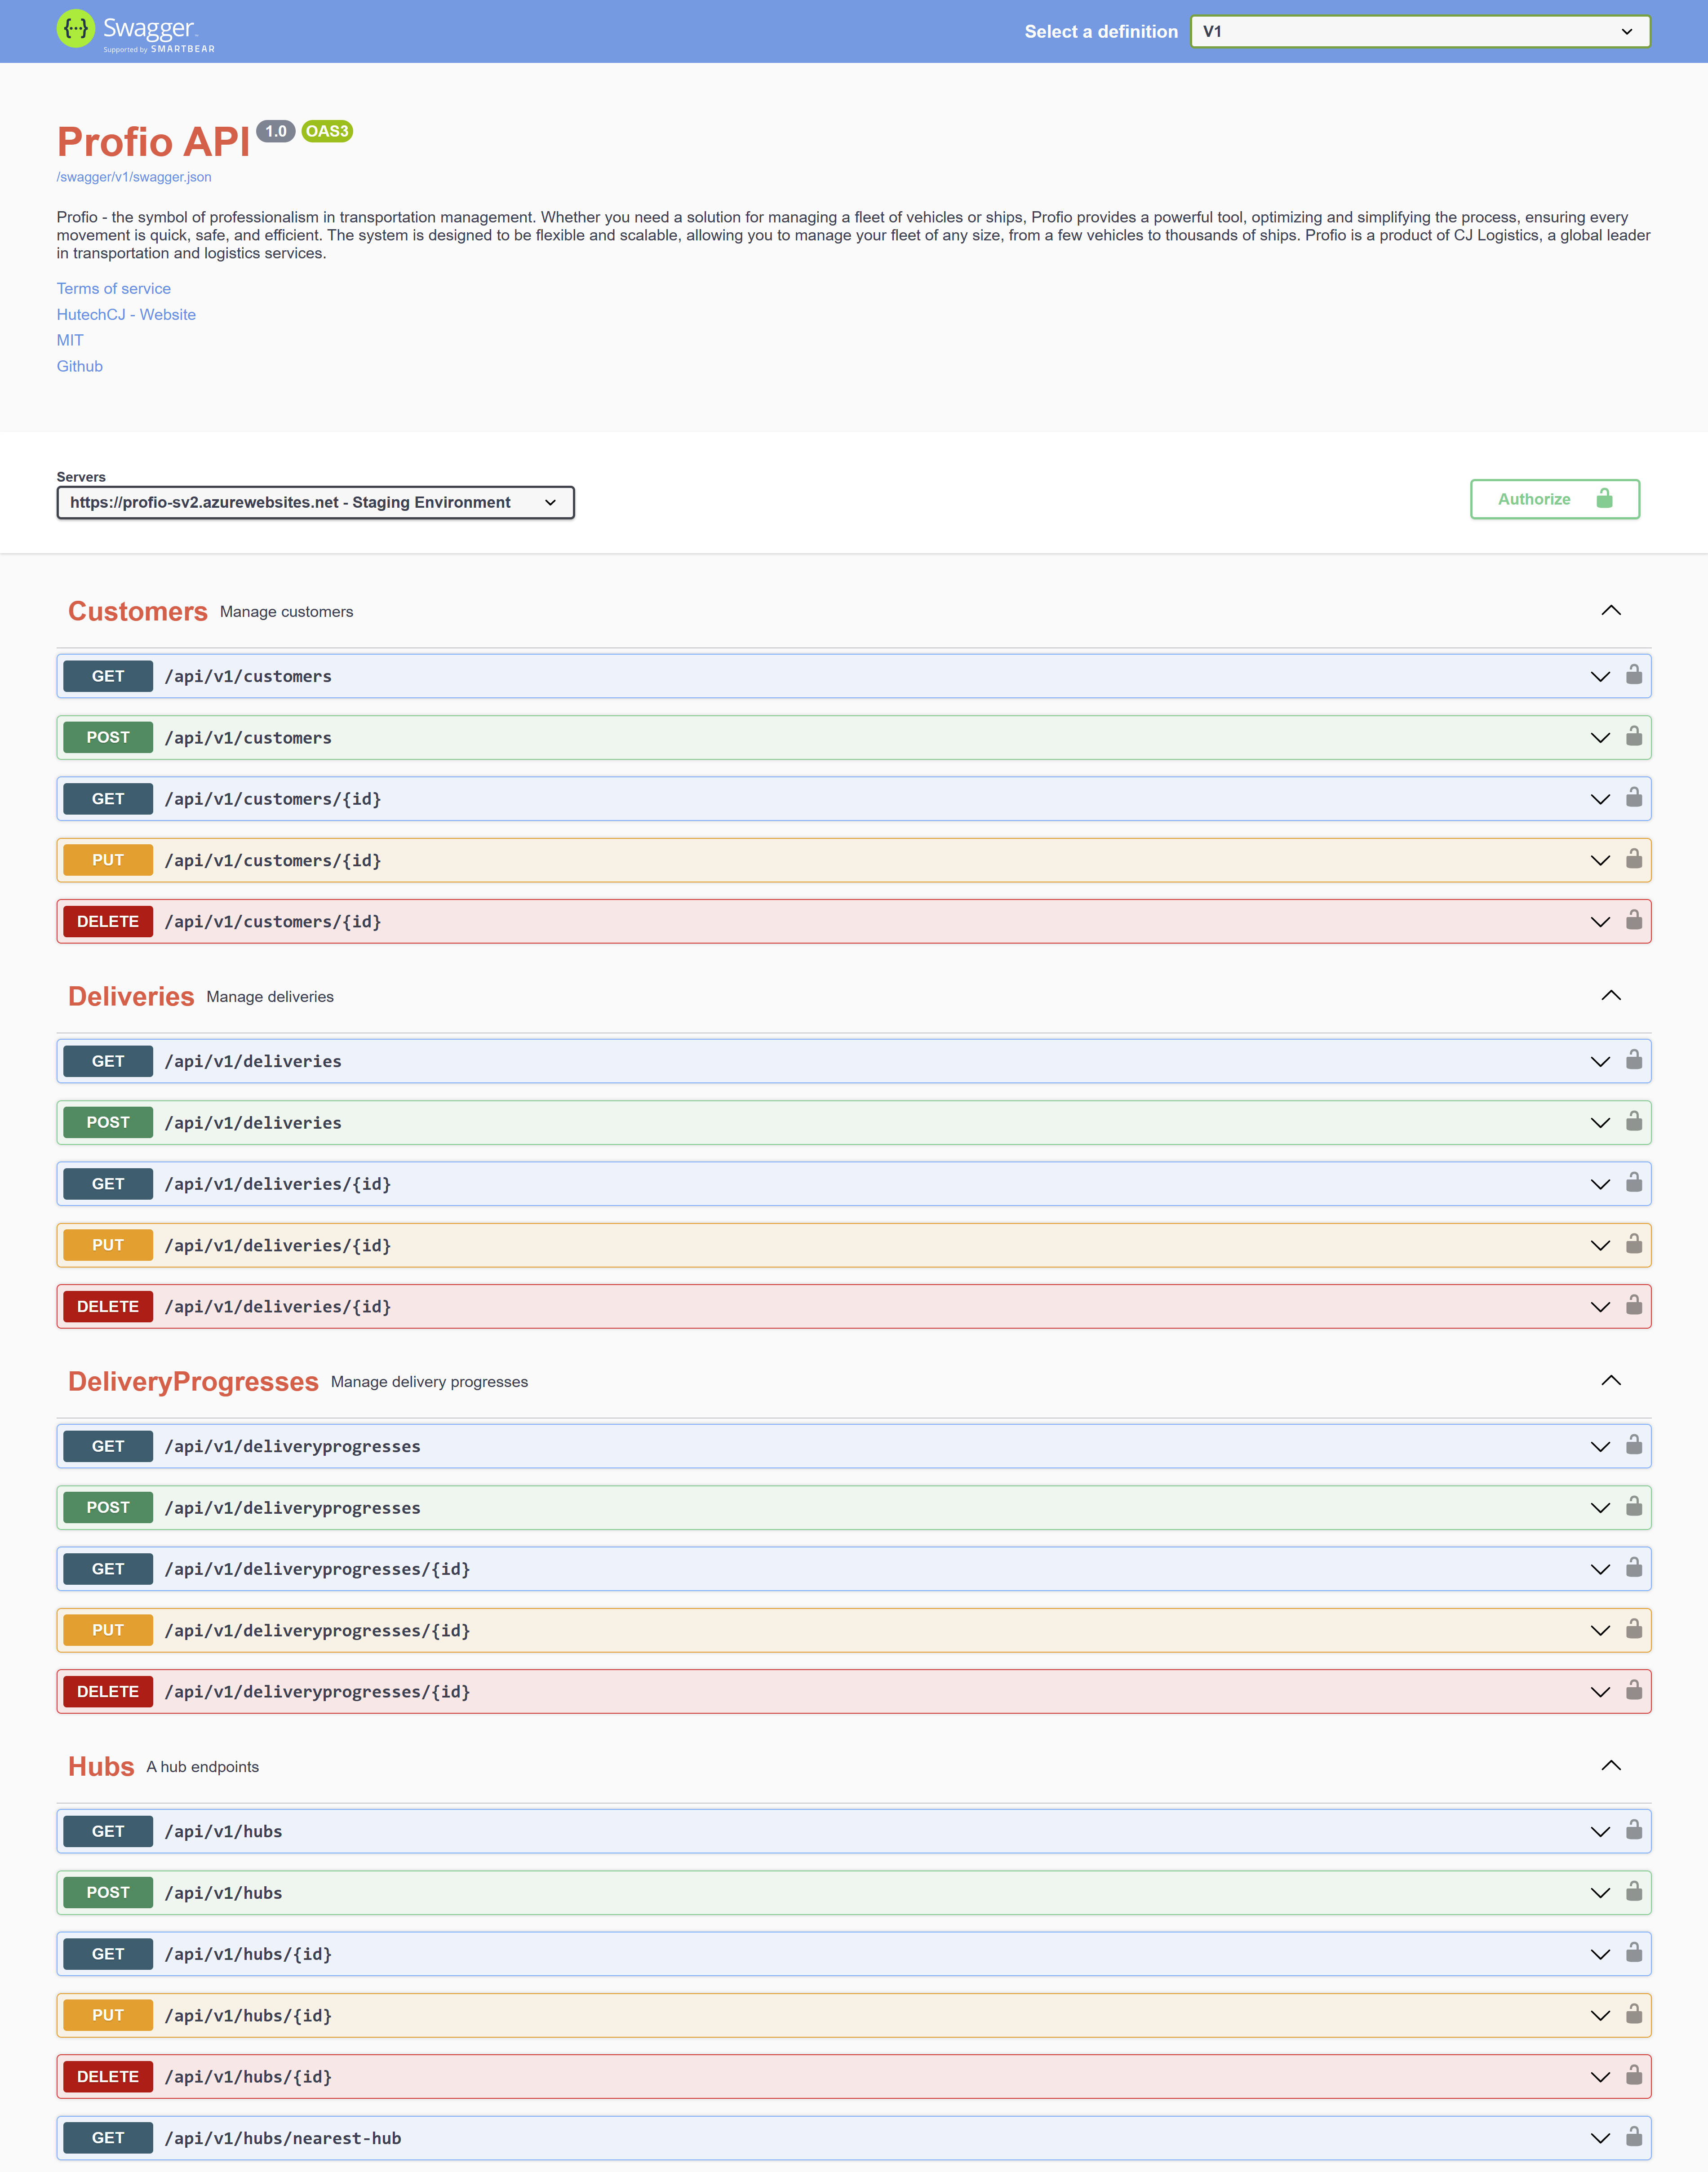 Swagger
Supported by SMARTBEAR
Select a definition
V1
Profio API 1.0 OAS3
/swagger/v1/swagger.json
Profio - the symbol of professionalism in transportation management. Whether you need a solution for managing a fleet of vehicles or ships, Profio provides a powerful tool, optimizing and simplifying the process, ensuring every
movement is quick, safe, and efficient. The system is designed to be flexible and scalable, allowing you to manage your fleet of any size, from a few vehicles to thousands of ships. Profio is a product of CJ Logistics, a global leader
in transportation and logistics services.
Terms of service
HutechCJ - Website
MIT
Github
Servers
https://profio-sv2.azurewebsites.net - Staging Environment
Authorize
Customers Manage customers
GET /api/v1/customers
POST /api/v1/customers
GET /api/v1/customers/{id}
PUT /api/v1/customers/{id}
DELETE /api/v1/customers/{id}
Deliveries Manage deliveries
GET /api/v1/deliveries
POST /api/v1/deliveries
GET /api/v1/deliveries/{id}
PUT /api/v1/deliveries/{id}
DELETE /api/v1/deliveries/{id}
DeliveryProgresses Manage delivery progresses
GET /api/v1/deliveryprogresses
POST /api/v1/deliveryprogresses
GET /api/v1/deliveryprogresses/{id}
PUT /api/v1/deliveryprogresses/{id}
DELETE /api/v1/deliveryprogresses/{id}
Hubs A hub endpoints
GET /api/v1/hubs
POST /api/v1/hubs
GET /api/v1/hubs/{id}
PUT /api/v1/hubs/{id}
DELETE /api/v1/hubs/{id}
GET /api/v1/hubs/nearest-hub